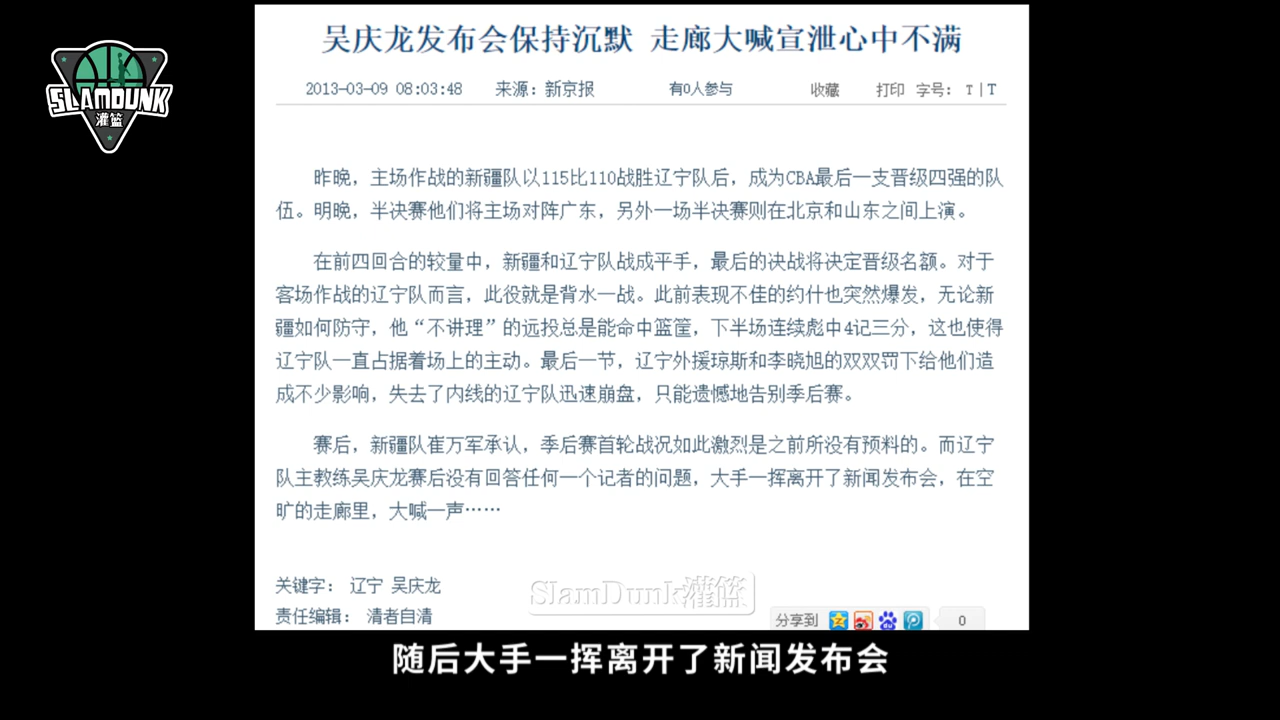 SLAMDUNK
灌篮
吴庆龙发布会保持沉默 走廊大喊宣泄心中不满
2013-03-09 08:03:48 来源：新京报 有0人参与 收藏 打印 字号： T|T
昨晚，主场作战的新疆队以115比110战胜辽宁队后，成为CBA最后一支晋级四强的队
伍。明晚，半决赛他们将主场对阵广东，另外一场半决赛则在北京和山东之间上演。
在前四回合的较量中，新疆和辽宁队战成平手，最后的决战将决定晋级名额。对于
客场作战的辽宁队而言，此役就是背水一战。此前表现不佳的约什也突然爆发，无论新
疆如何防守，他“不讲理”的远投总是能命中篮筐，下半场连续彪中4记三分，这也使得
辽宁队一直占据着场上的主动。最后一节，辽宁外援琼斯和李晓旭的双双罚下给他们造
成不少影响，失去了内线的辽宁队迅速崩盘，只能遗憾地告别季后赛。
赛后，新疆队崔万军承认，季后赛首轮战况如此激烈是之前所没有预料的。而辽宁
队主教练吴庆龙赛后没有回答任何一个记者的问题，大手一挥离开了新闻发布会，在空
旷的走廊里，大喊一声……
关键字： 辽宁 吴庆龙
SlamDunk灌篮
责任编辑： 清者自清
分享到 0
随后大手一挥离开了新闻发布会